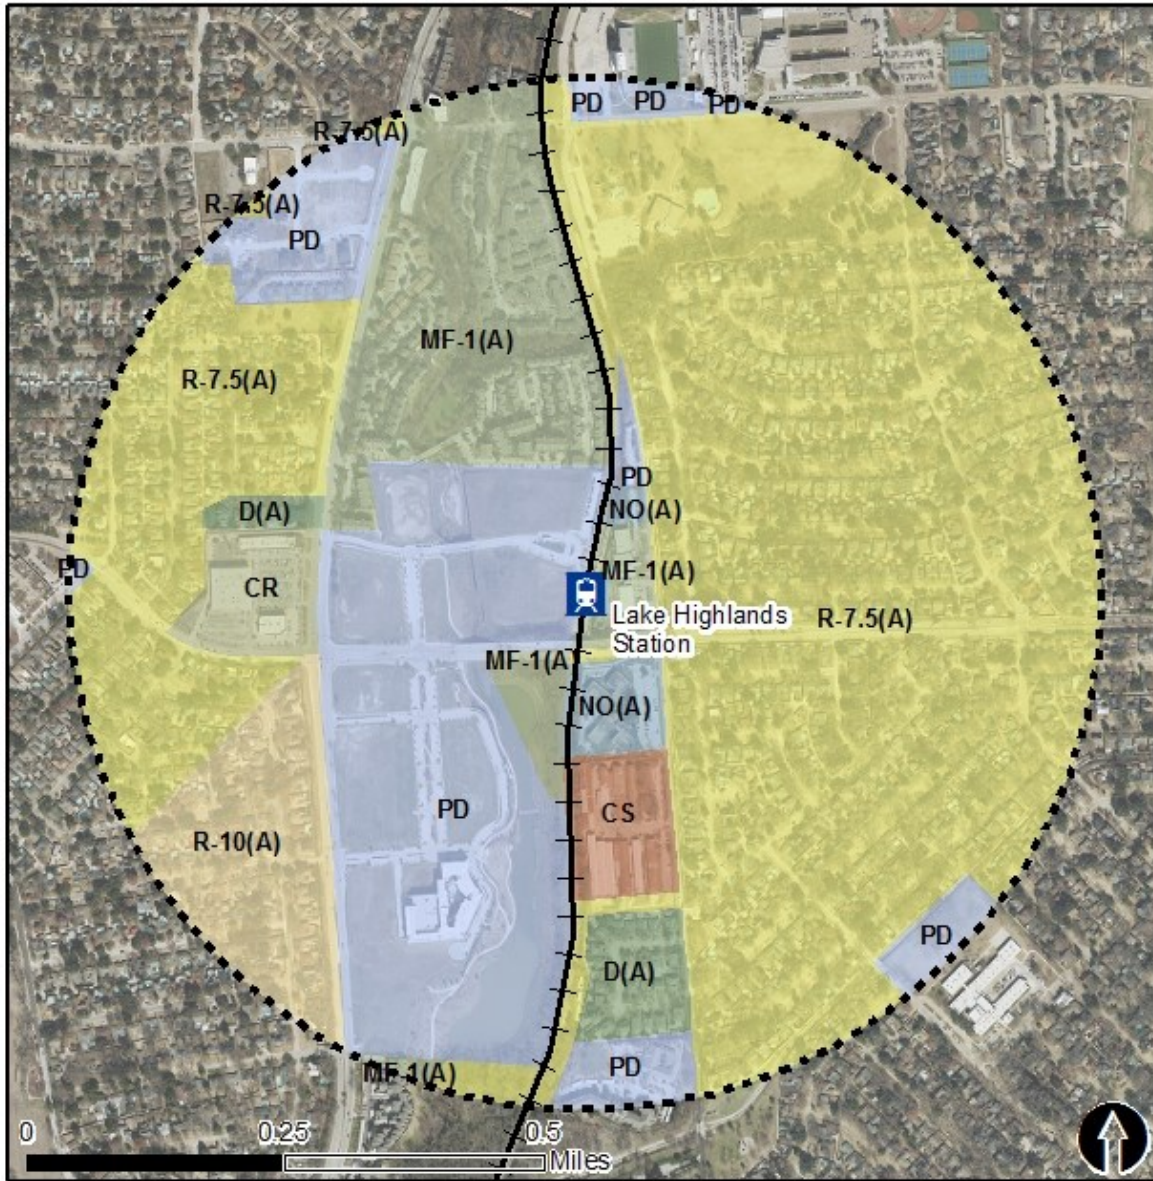 PD
PD
PD
R-7.5(A)
R-7.5(A)
PD
MF-1(A)
R-7.5(A)
PD
D(A)
NO(A)
PD
MF-1(A)
CR
Lake Highlands
Station
R-7.5(A)
MF-1(A
NO(A)
PD
CS
R-10(A)
PD
D(A)
PD
MF-1(A)
0
0.25
0.5
Miles